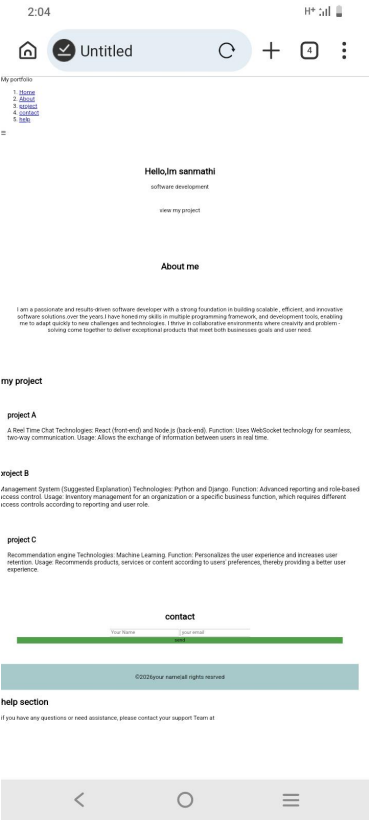 2:04
H+
Untitled
4
My portfolio
1. Home
2. About
3. project
4. contact
5. help
Hello,Im sanmathi
software development
view my project
About me
I am a passionate and results-driven software developer with a strong foundation in building scalable , efficient, and innovative
software solutions.over the years.I have honed my skills in multiple programming framework, and development tools, enabling
me to adapt quickly to new challenges and technologies. I thrive in collaborative environments where creavity and problem -
solving come together to deliver exceptional products that meet both businesses goals and user need.
my project
project A
A Reel Time Chat Technologies: React (front-end) and Node.js (back-end). Function: Uses WebSocket technology for seamless,
two-way communication. Usage: Allows the exchange of information between users in real time.
project B
Management System (Suggested Explanation) Technologies: Python and Django. Function: Advanced reporting and role-based
access control. Usage: Inventory management for an organization or a specific business function, which requires different
access controls according to reporting and user role.
project C
Recommendation engine Technologies: Machine Learning. Function: Personalizes the user experience and increases user
retention. Usage: Recommends products, services or content according to users' preferences, thereby providing a better user
experience.
contact
Your Name your email
send
©2026your name|all rights resrved
help section
if you have any questions or need assistance, please contact your support Team at